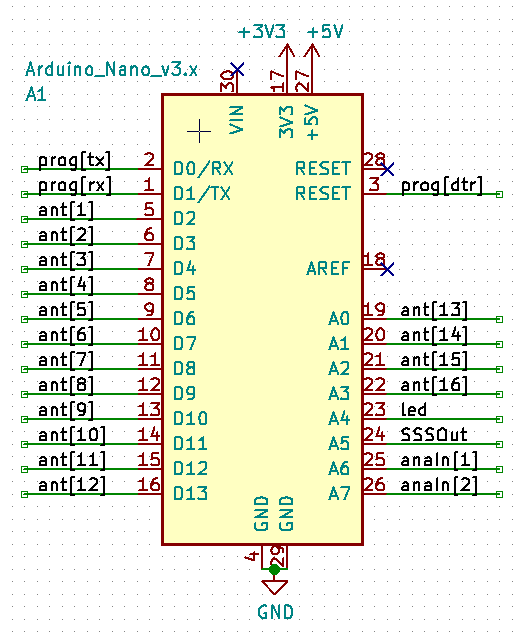 +3V3 +5V
Arduino_Nano_v3.x
A1
30 17 27
VIN 3V3 +5V
prog[tx] 2 D0/RX RESET 28
prog[rx] 1 D1/TX RESET 3 prog[dtr]
ant[1] 5 D2
ant[2] 6 D3
ant[3] 7 D4 AREF 18
ant[4] 8 D5
ant[5] 9 D6 A0 19 ant[13]
ant[6] 10 D7 A1 20 ant[14]
ant[7] 11 D8 A2 21 ant[15]
ant[8] 12 D9 A3 22 ant[16]
ant[9] 13 D10 A4 23 led
ant[10] 14 D11 A5 24 SSSOut
ant[11] 15 D12 A6 25 anaIn[1]
ant[12] 16 D13 A7 26 anaIn[2]
GND GND
4 29
GND